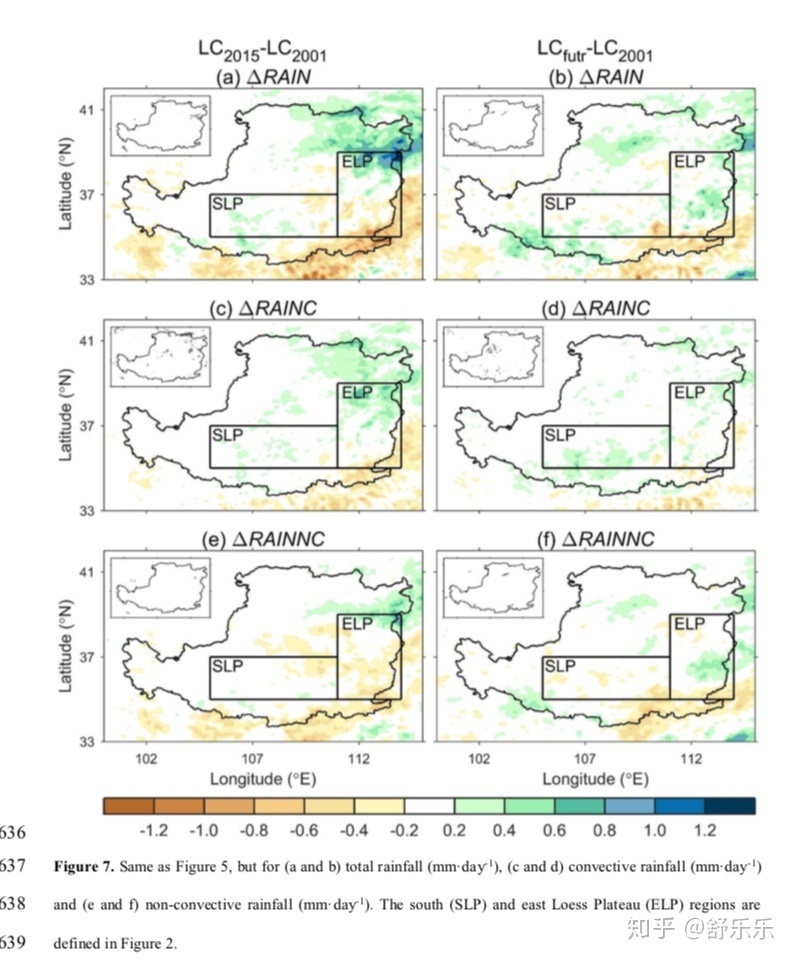 LC2015-LC2001
LCfutr-LC2001
(a) ΔRAIN
(b) ΔRAIN
41
37
33
Latitude (°N)
SLP
ELP
SLP
ELP
(c) ΔRAINC
(d) ΔRAINC
41
37
33
Latitude (°N)
SLP
ELP
SLP
ELP
(e) ΔRAINNC
(f) ΔRAINNC
41
37
33
Latitude (°N)
SLP
ELP
SLP
ELP
102 107 112
102 107 112
Longitude (°E)
Longitude (°E)
-1.2 -1.0 -0.8 -0.6 -0.4 -0.2 0.2 0.4 0.6 0.8 1.0 1.2
636
637 Figure 7. Same as Figure 5, but for (a and b) total rainfall (mm·day-1), (c and d) convective rainfall (mm·day-1)
638 and (e and f) non-convective rainfall (mm·day-1). The south (SLP) and east Loess Plateau (ELP) regions are
639 defined in Figure 2.
知乎 @舒乐乐